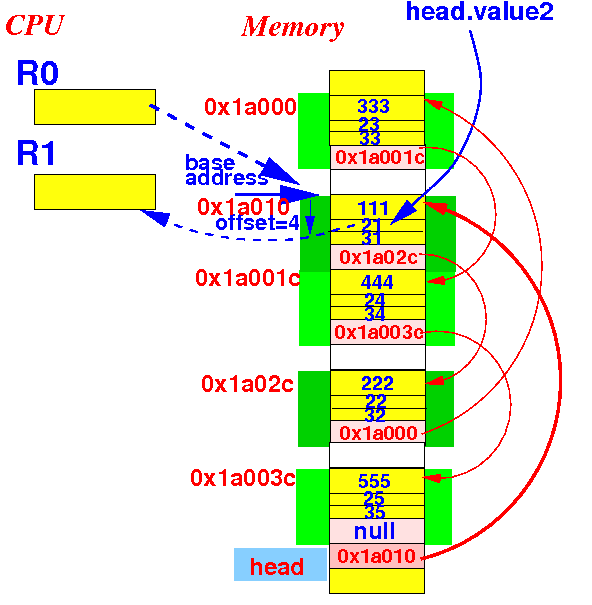 CPU
Memory
head.value2
R0
R1
0x1a000
333
23
33
0x1a001c
base
address
0x1a010
111
offset=4
21
31
0x1a02c
0x1a001c
444
24
34
0x1a003c
0x1a02c
222
22
32
0x1a000
0x1a003c
555
25
35
null
head
0x1a010